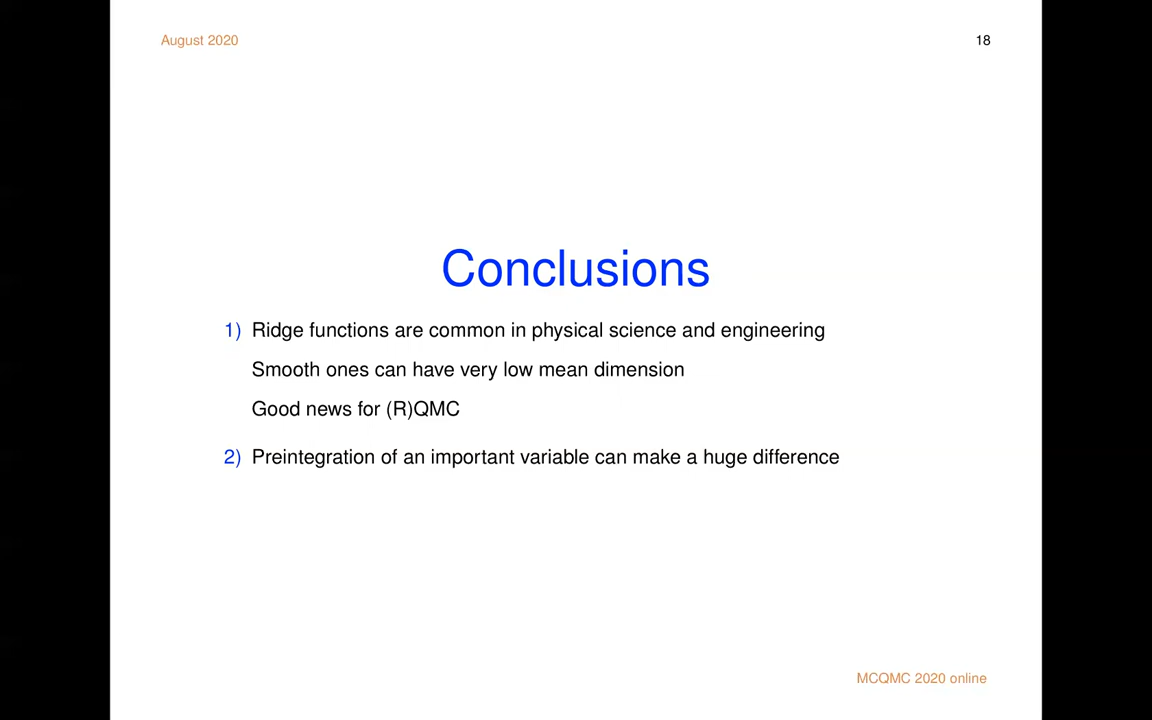 August 2020
18
Conclusions
1) Ridge functions are common in physical science and engineering
Smooth ones can have very low mean dimension
Good news for (R)QMC
2) Preintegration of an important variable can make a huge difference
MCQMC 2020 online